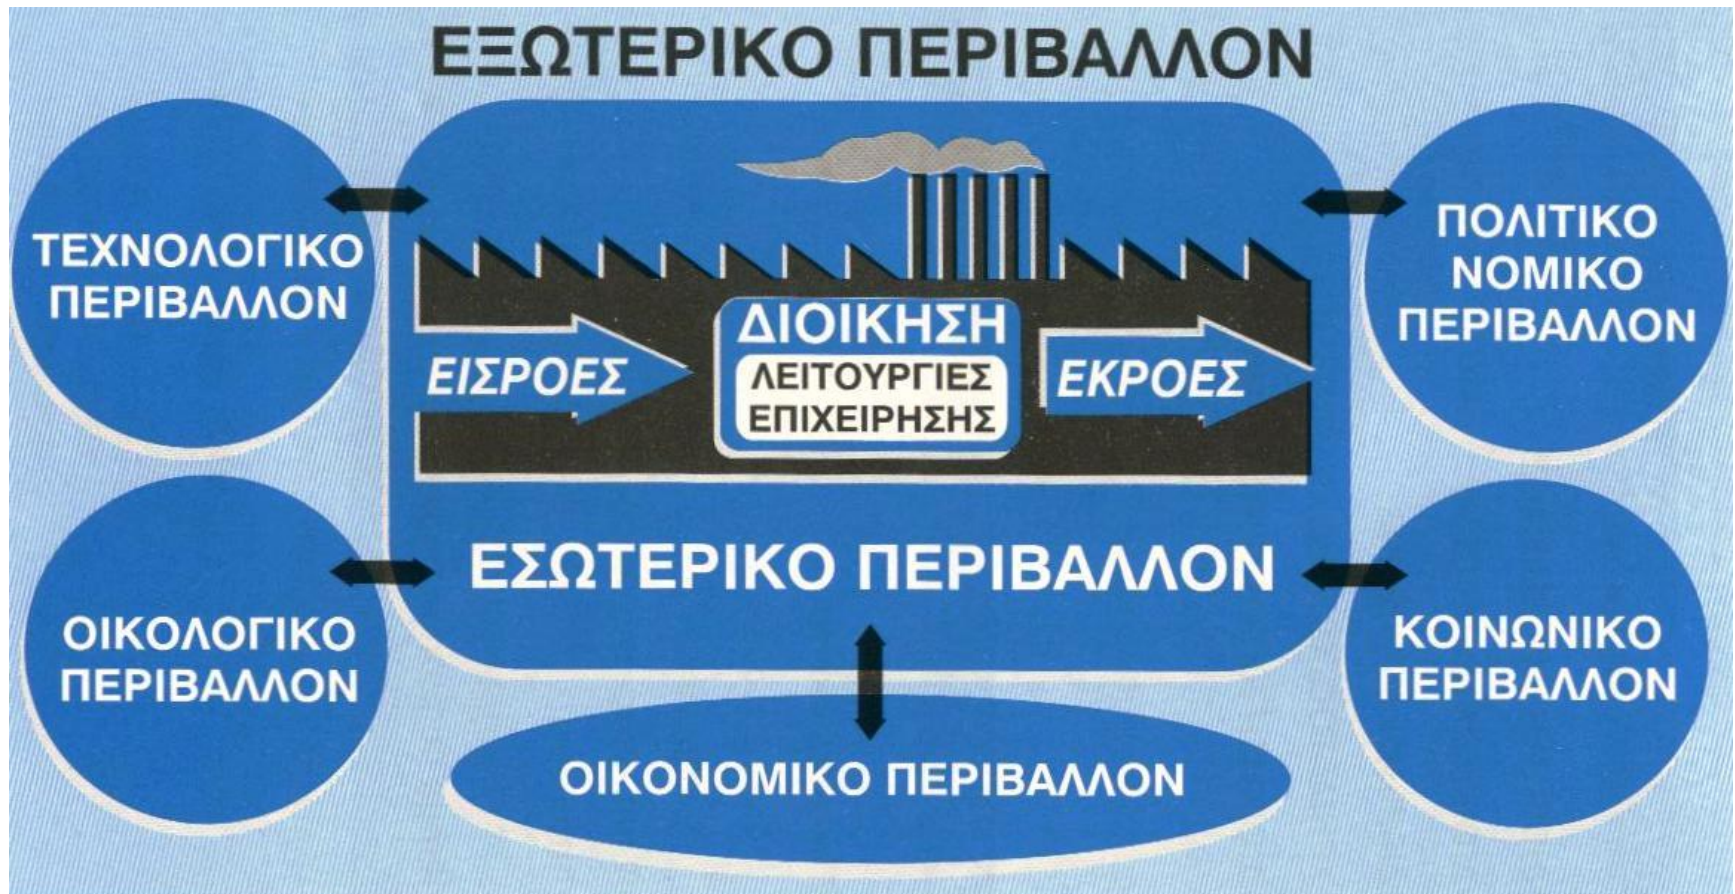 ΕΞΩΤΕΡΙΚΟ ΠΕΡΙΒΑΛΛΟΝ
ΤΕΧΝΟΛΟΓΙΚΟ
ΠΕΡΙΒΑΛΛΟΝ
ΠΟΛΙΤΙΚΟ
ΝΟΜΙΚΟ
ΠΕΡΙΒΑΛΛΟΝ
ΕΙΣΡΟΕΣ
ΔΙΟΙΚΗΣΗ
ΛΕΙΤΟΥΡΓΙΕΣ
ΕΠΙΧΕΙΡΗΣΗΣ
ΕΚΡΟΕΣ
ΕΣΩΤΕΡΙΚΟ ΠΕΡΙΒΑΛΛΟΝ
ΟΙΚΟΛΟΓΙΚΟ
ΠΕΡΙΒΑΛΛΟΝ
ΚΟΙΝΩΝΙΚΟ
ΠΕΡΙΒΑΛΛΟΝ
ΟΙΚΟΝΟΜΙΚΟ ΠΕΡΙΒΑΛΛΟΝ